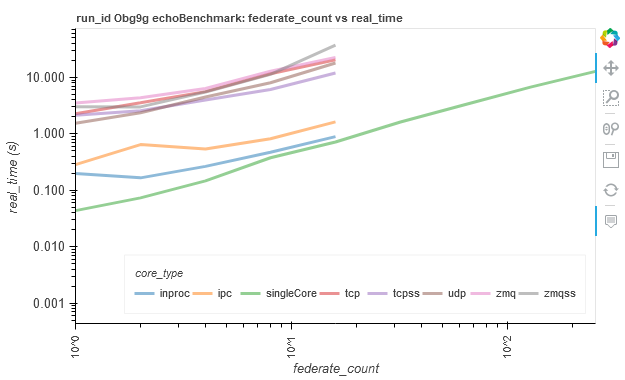 run_id Obg9g echoBenchmark: federate_count vs real_time
10.000
1.000
0.100
0.010
0.001
real_time (s)
core_type
inproc ipc singleCore tcp tcpss udp zmq zmqss
10^0 10^1 10^2
federate_count